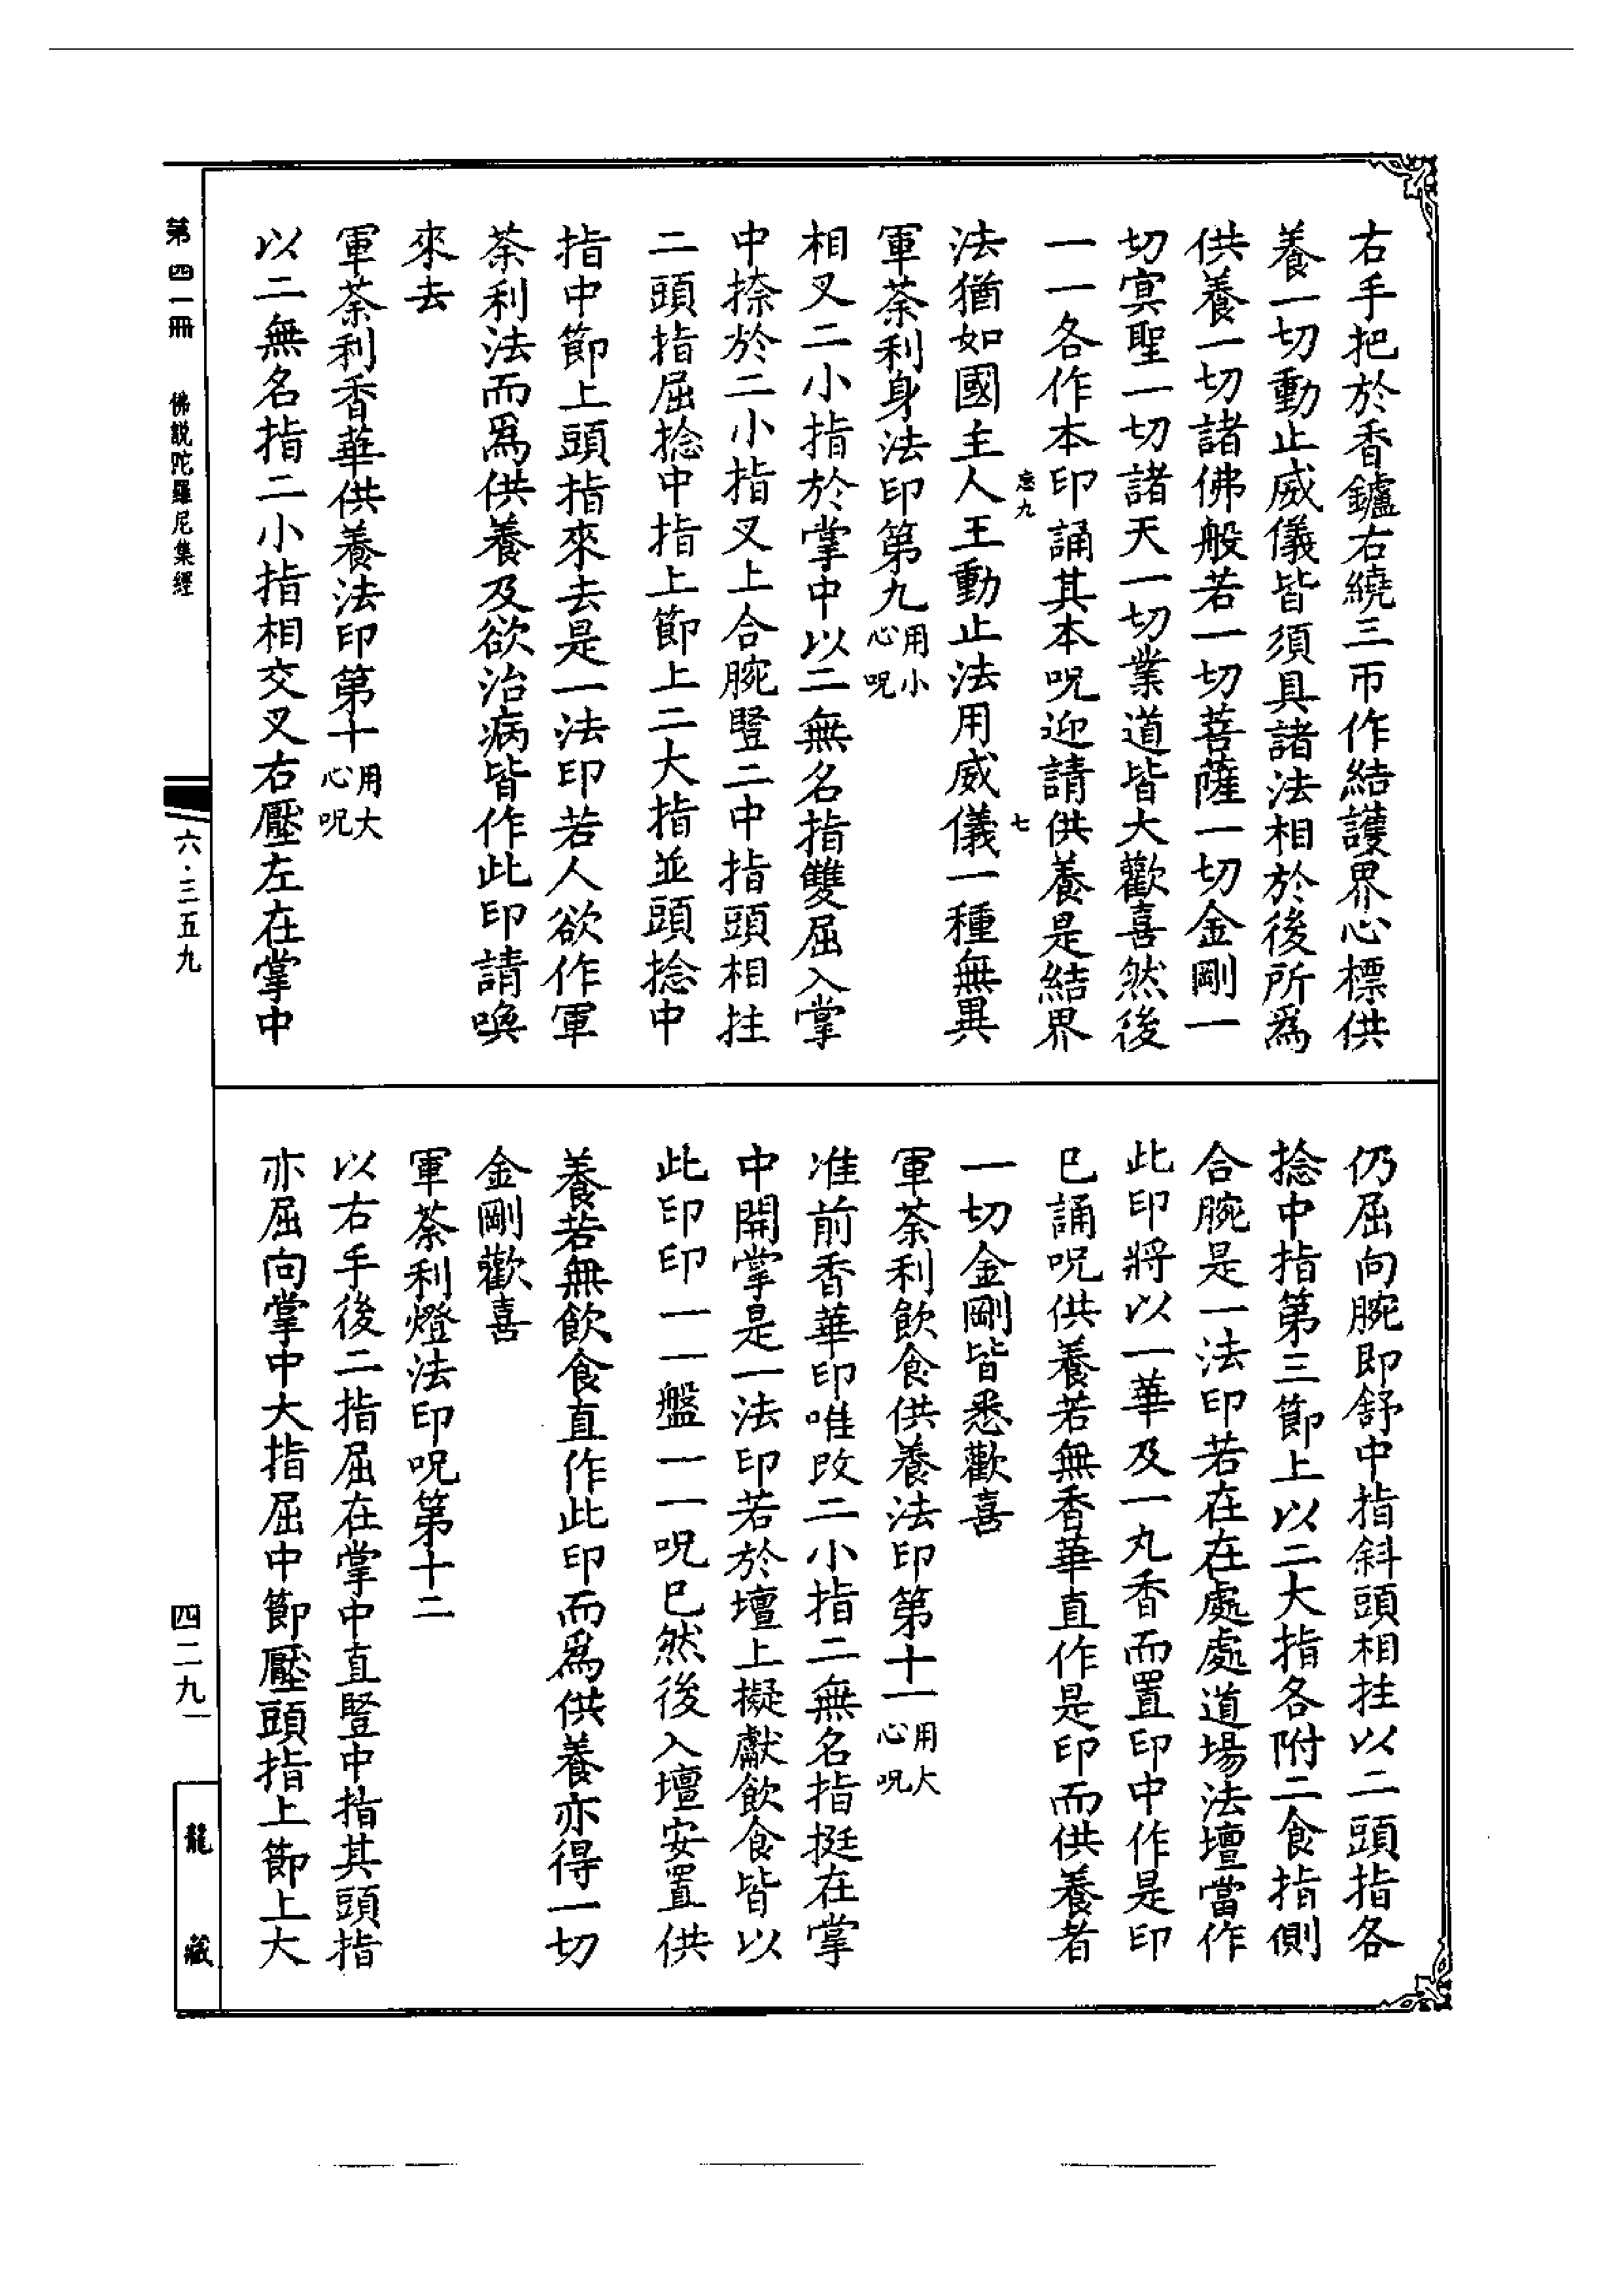 右手把於香鑪右繞三帀作結護界心標供
養一切動止威儀皆須具諸法相於後所爲
供養一切諸佛般若一切菩薩一切金剛一
切寘聖一切諸天一切業道皆大歡喜然後
一一各作本印誦其本呪迎請供養是結界
九 七
法猶如國主人王動止法用威儀一種無異
軍荼利身法印第九用小心呪
相叉二小指於掌中以二無名指雙屈入掌
中捺於二小指叉上合腕豎二中指頭相拄
二頭指屈捻中指上節上二大指並頭捻中
指中節上頭指來去是一法印若人欲作軍
荼利法而爲供養及欲治病皆作此印請喚
來去
軍荼利香華供養法印第十用大心呪
以二無名指二小指相交叉右壓左在掌中
仍屈向腕即舒中指斜頭相拄以二頭指各
捻中指第三節上以二大指各附二食指側
合腕是一法印若在在處處道場法壇當作
此印將以一華及一丸香而置印中作是印
巳誦呪供養若無香華直作是印而供養者
一切金剛皆悉歡喜
軍荼利飲食供養法印第十一用大心呪
准前香華印唯改二小指二無名指挺在掌
中開掌是一法印若於壇上擬獻飲食皆以
此印印一一盤一一呪巳然後入壇安置供
養若無飲食直作此印而爲供養亦得一切
金剛歡喜
軍荼利燈法印呪第十二
以右手後二指屈在掌中直豎中指其頭指
亦屈向掌中大指屈中節壓頭指上節上大
第四一冊 佛説陀羅尼集經
六·三五九
四二九
龍藏